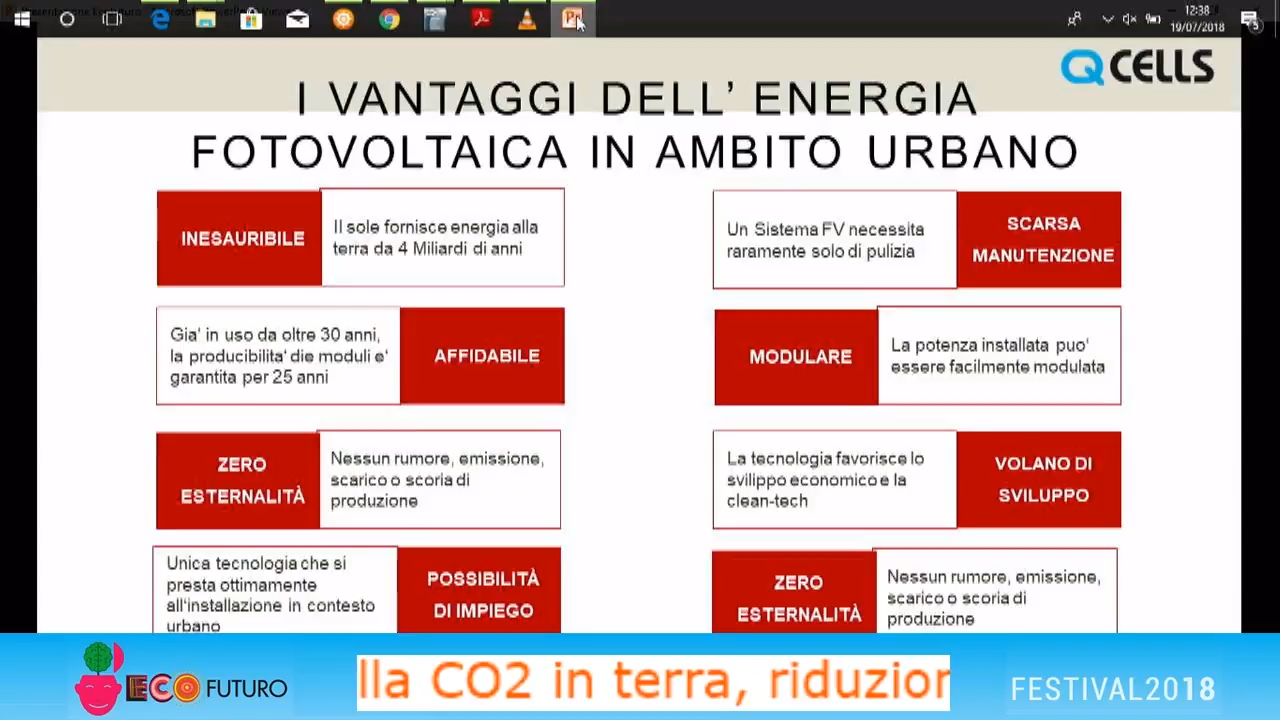 12:38
19/07/2018
5
Q CELLS
I VANTAGGI DELL' ENERGIA
FOTOVOLTAICA IN AMBITO URBANO
INESAURIBILE
Il sole fornisce energia alla
terra da 4 Miliardi di anni
Un Sistema FV necessita
raramente solo di pulizia
SCARSA
MANUTENZIONE
Gia' in uso da oltre 30 anni,
la producibilita' die moduli e'
garantita per 25 anni
AFFIDABILE
MODULARE
La potenza installata puo'
essere facilmente modulata
ZERO
ESTERNALITÀ
Nessun rumore, emissione,
scarico o scoria di
produzione
La tecnologia favorisce lo
sviluppo economico e la
clean-tech
VOLANO DI
SVILUPPO
Unica tecnologia che si
presta ottimamente
all'installazione in contesto
urbano
POSSIBILITÀ
DI IMPIEGO
ZERO
ESTERNALITÀ
Nessun rumore, emissione,
scarico o scoria di
produzione
ECO FUTURO
lla CO2 in terra, riduzior
FESTIVAL2018